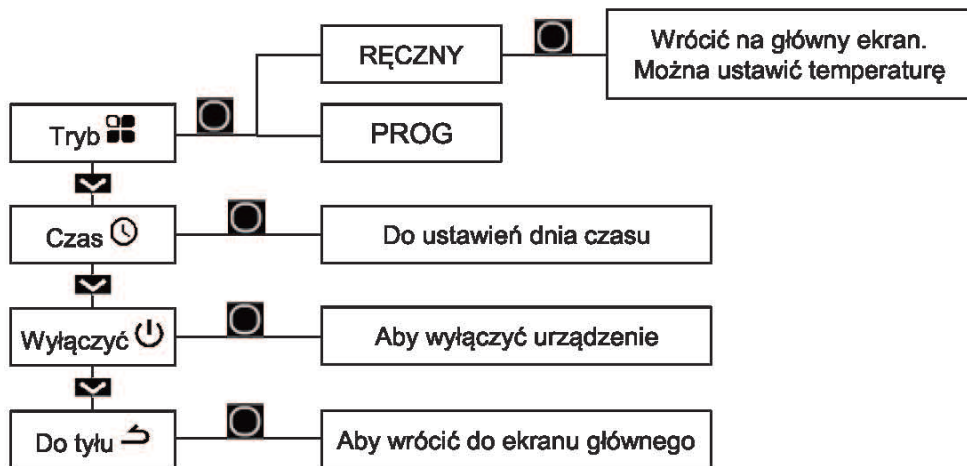 RĘCZNY
Wrócić na główny ekran.
Można ustawić temperaturę
Tryb
PROG
Czas
Do ustawień dnia czasu
Wyłączyć
Aby wyłączyć urządzenie
Do tyłu
Aby wrócić do ekranu głównego